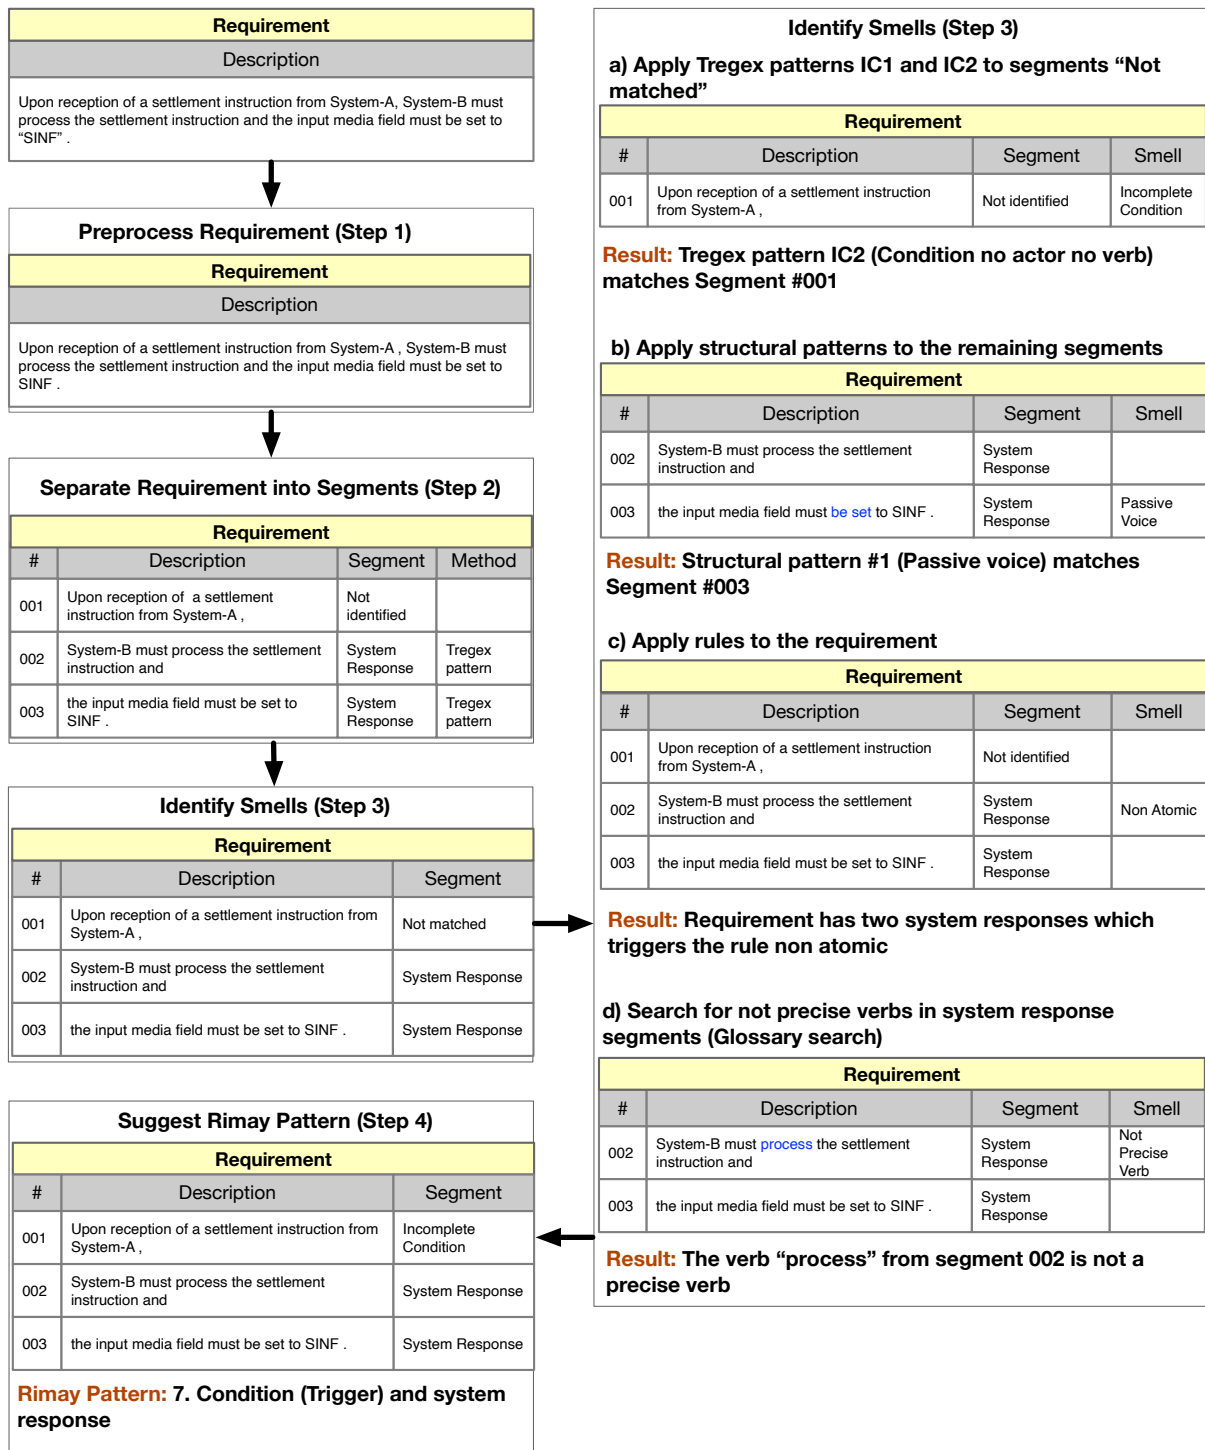 Requirement
Description
Upon reception of a settlement instruction from System-A, System-B must
process the settlement instruction and the input media field must be set to
“SINF” .
Preprocess Requirement (Step 1)
Requirement
Description
Upon reception of a settlement instruction from System-A , System-B must
process the settlement instruction and the input media field must be set to
SINF .
Separate Requirement into Segments (Step 2)
Requirement
# Description Segment Method
001 Upon reception of a settlement instruction from System-A , Not identified
002 System-B must process the settlement instruction and System Response Tregex pattern
003 the input media field must be set to SINF . System Response Tregex pattern
Identify Smells (Step 3)
Requirement
# Description Segment
001 Upon reception of a settlement instruction from System-A , Not matched
002 System-B must process the settlement instruction and System Response
003 the input media field must be set to SINF . System Response
Suggest Rimay Pattern (Step 4)
Requirement
# Description Segment
001 Upon reception of a settlement instruction from System-A , Incomplete Condition
002 System-B must process the settlement instruction and System Response
003 the input media field must be set to SINF . System Response
Rimay Pattern: 7. Condition (Trigger) and system
response
Identify Smells (Step 3)
a) Apply Tregex patterns IC1 and IC2 to segments “Not
matched”
Requirement
# Description Segment Smell
001 Upon reception of a settlement instruction from System-A , Not identified Incomplete Condition
Result: Tregex pattern IC2 (Condition no actor no verb)
matches Segment #001
b) Apply structural patterns to the remaining segments
Requirement
# Description Segment Smell
002 System-B must process the settlement instruction and System Response
003 the input media field must be set to SINF . System Response Passive Voice
Result: Structural pattern #1 (Passive voice) matches
Segment #003
c) Apply rules to the requirement
Requirement
# Description Segment Smell
001 Upon reception of a settlement instruction from System-A , Not identified
002 System-B must process the settlement instruction and System Response Non Atomic
003 the input media field must be set to SINF . System Response
Result: Requirement has two system responses which
triggers the rule non atomic
d) Search for not precise verbs in system response
segments (Glossary search)
Requirement
# Description Segment Smell
002 System-B must process the settlement instruction and System Response Not Precise Verb
003 the input media field must be set to SINF . System Response
Result: The verb “process” from segment 002 is not a
precise verb